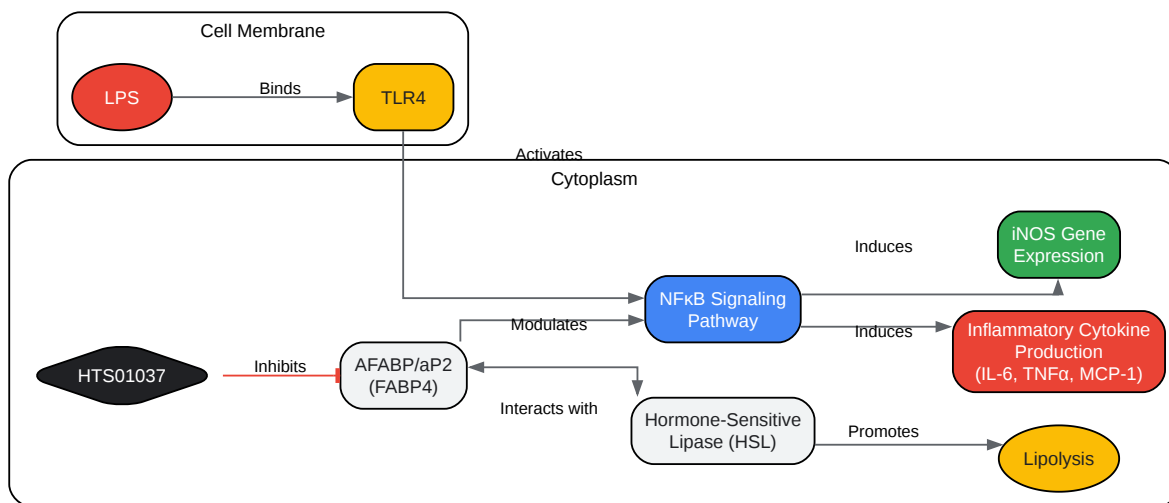 Cell Membrane
LPS
Binds
TLR4
Activates
Cytoplasm
iNOS Gene
Expression
Induces
NFκB Signaling
Pathway
Modulates
Induces
Inflammatory Cytokine
Production
(IL-6, TNFα, MCP-1)
HTS01037
Inhibits
AFABP/aP2
(FABP4)
Interacts with
Hormone-Sensitive
Lipase (HSL)
Promotes
Lipolysis